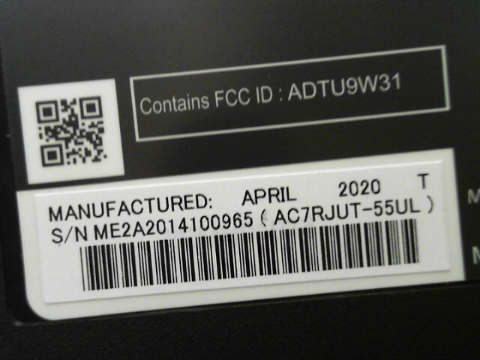 Contains FCC ID : ADTU9W31
MANUFACTURED: APRIL 2020 T
S/N ME2A2014100965 ( AC7RJUT-55UL )